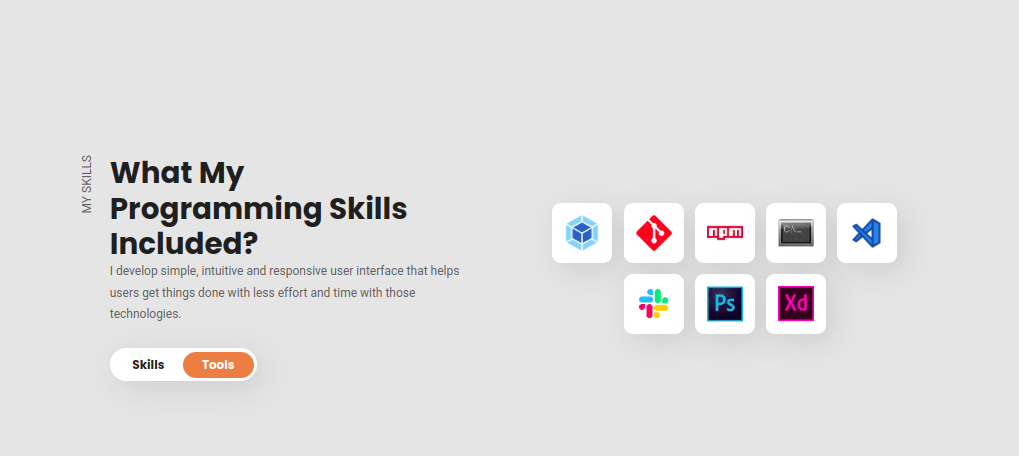 MY SKILLS
What My
Programming Skills
Included?
I develop simple, intuitive and responsive user interface that helps
users get things done with less effort and time with those
technologies.
Skills
Tools
npm
C:\_
Ps
Xd